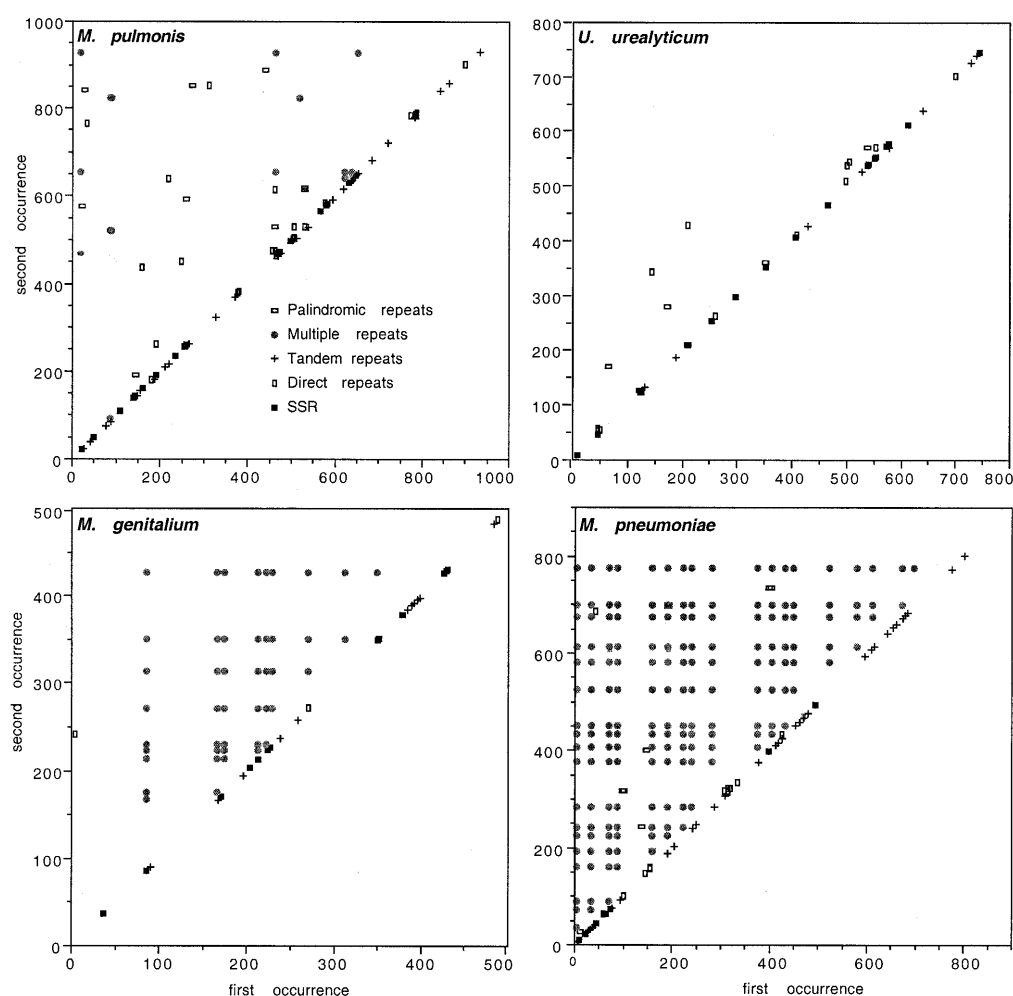 M. pulmonis
1000
800
600
400
200
0
second occurrence
Palindromic repeats
Multiple repeats
Tandem repeats
Direct repeats
SSR
0 200 400 600 800 1000
U. urealyticum
800
700
600
500
400
300
200
100
0
0 100 200 300 400 500 600 700 800
M. genitalium
500
400
300
200
100
0
second occurrence
0 100 200 300 400 500
first occurrence
M. pneumoniae
800
600
400
200
0
0 200 400 600 800
first occurrence